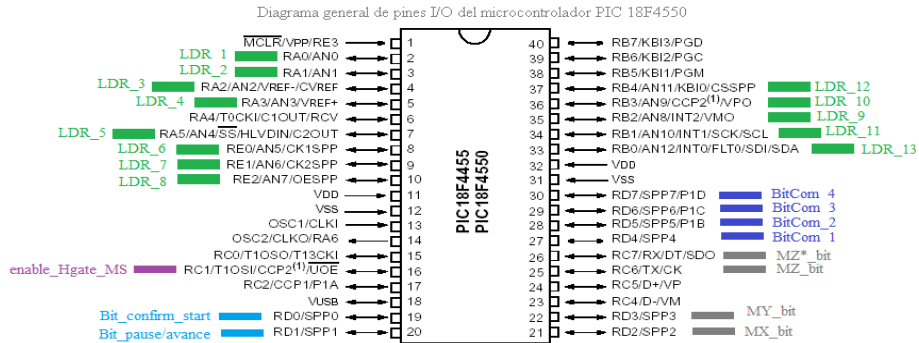 Diagrama general de pines I/O del microcontrolador PIC 18F4550
MCLR/VPP/RE3 1 40 RB7/KBI3/PGD
LDR_1 RA0/AN0 2 39 RB6/KBI2/PGC
LDR_2 RA1/AN1 3 38 RB5/KBI1/PGM
LDR_3 RA2/AN2/VREF-/CVREF 4 37 RB4/AN11/KBI0/CSSPP LDR_12
LDR_4 RA3/AN3/VREF+ 5 36 RB3/AN9/CCP2(1)/VPO LDR_10
RA4/T0CKI/C1OUT/RCV 6 35 RB2/AN8/INT2/VMO LDR_9
LDR_5 RA5/AN4/SS/HLVDIN/C2OUT 7 34 RB1/AN10/INT1/SCK/SCL LDR_11
LDR_6 RE0/AN5/CK1SPP 8 33 RB0/AN12/INT0/FLT0/SDI/SDA LDR_13
LDR_7 RE1/AN6/CK2SPP 9 32 VDD
LDR_8 RE2/AN7/OESPP 10 31 VSS
VDD 11 30 RD7/SPP7/P1D BitCom_4
VSS 12 29 RD6/SPP6/P1C BitCom_3
OSC1/CLKI 13 28 RD5/SPP5/P1B BitCom_2
OSC2/CLKO/RA6 14 27 RD4/SPP4 BitCom_1
RC0/T1OSO/T13CKI 15 26 RC7/RX/DT/SDO MZ*_bit
enable_Hgate_MS RC1/T1OSI/CCP2(1)/UOE 16 25 RC6/TX/CK MZ_bit
RC2/CCP1/P1A 17 24 RC5/D+/VP
VUSB 18 23 RC4/D-/VM
Bit_confirm_start RD0/SPP0 19 22 RD3/SPP3 MY_bit
Bit_pause/avance RD1/SPP1 20 21 RD2/SPP2 MX_bit
PIC18F4455
PIC18F4550